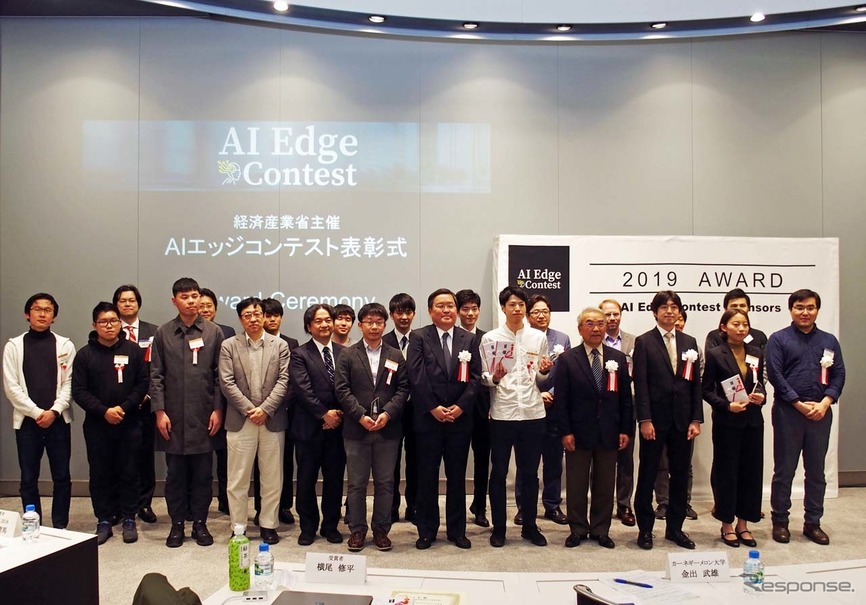 AI Edge
Contest
経済産業省主催
AIエッジコンテスト表彰式
Award Ceremony
AI Edge
Contest
2019 AWARD
AI Edge Contest
受賞者
横尾 修平
カーネギーメロン大学
金出 武雄
Response.